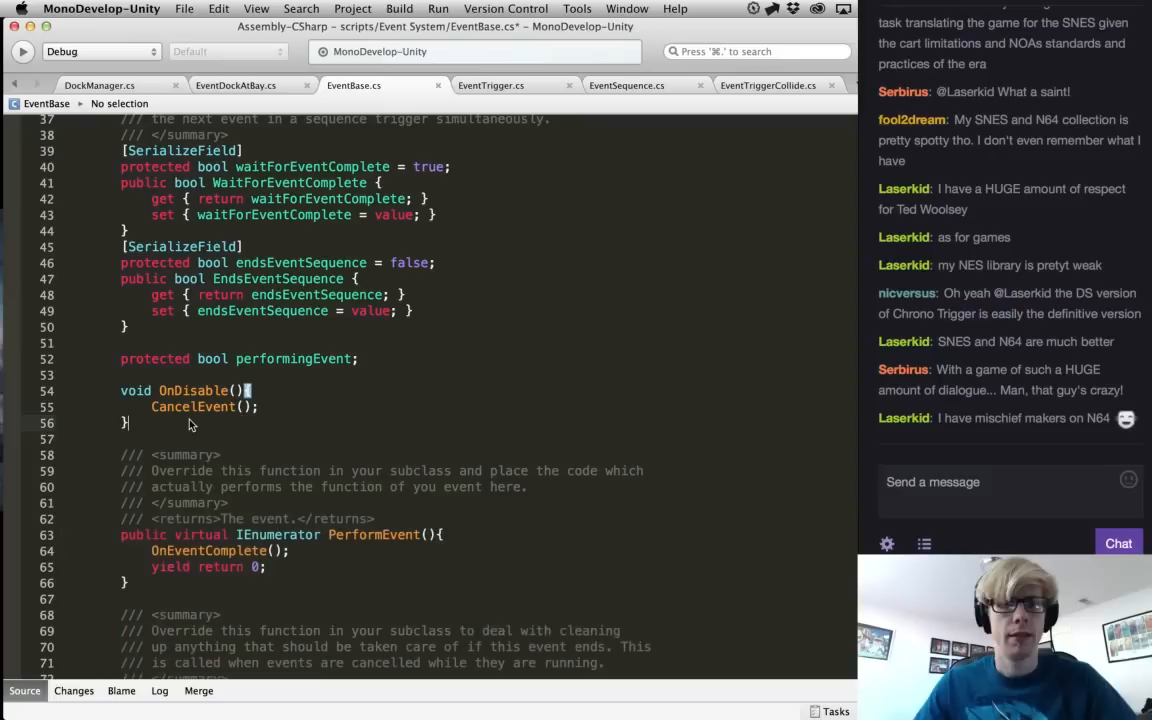 MonoDevelop-Unity File Edit View Search Project Build Run Version Control Tools Window Help
Assembly-CSharp - scripts/Event System/EventBase.cs* - MonoDevelop-Unity
Debug Default MonoDevelop-Unity Press '⌘.' to search
DockManager.cs EventDockAtBay.cs EventBase.cs EventTrigger.cs EventSequence.cs EventTriggerCollide.cs
EventBase No selection
37 /// the next event in a sequence trigger simultaneously.
38 /// </summary>
39 [SerializeField]
40 protected bool waitForEventComplete = true;
41 public bool WaitForEventComplete {
42 get { return waitForEventComplete; }
43 set { waitForEventComplete = value; }
44 }
45 [SerializeField]
46 protected bool endsEventSequence = false;
47 public bool EndsEventSequence {
48 get { return endsEventSequence; }
49 set { endsEventSequence = value; }
50 }
51
52 protected bool performingEvent;
53
54 void OnDisable(){
55 CancelEvent();
56 }
57
58 /// <summary>
59 /// Override this function in your subclass and place the code which
60 /// actually performs the function of you event here.
61 /// </summary>
62 /// <returns>The event.</returns>
63 public virtual IEnumerator PerformEvent(){
64 OnEventComplete();
65 yield return 0;
66 }
67
68 /// <summary>
69 /// Override this function in your subclass to deal with cleaning
70 /// up anything that should be taken care of if this event ends. This
71 /// is called when events are cancelled while they are running.
72 /// </summary>
Source Changes Blame Log Merge
Tasks
task translating the game for the SNES given
the cart limitations and NOAs standards and
practices of the era
Serbirus: @Laserkid What a saint!
fool2dream: My SNES and N64 collection is
pretty spotty tho. I don't even remember what I
have
Laserkid: I have a HUGE amount of respect
for Ted Woolsey
Laserkid: as for games
Laserkid: my NES library is pretyt weak
nicversus: Oh yeah @Laserkid the DS version
of Chrono Trigger is easily the definitive version
Laserkid: SNES and N64 are much better
Serbirus: With a game of such a HUGE
amount of dialogue... Man, that guy's crazy!
Laserkid: I have mischief makers on N64
Send a message
Chat